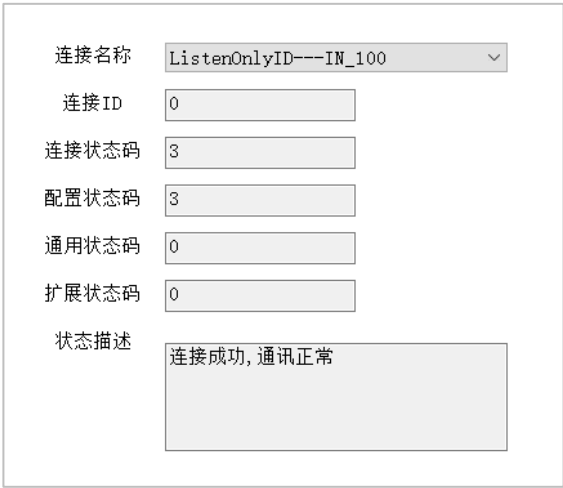 连接名称 ListenOnlyID---IN_100
连接ID 0
连接状态码 3
配置状态码 3
通用状态码 0
扩展状态码 0
状态描述
连接成功,通讯正常